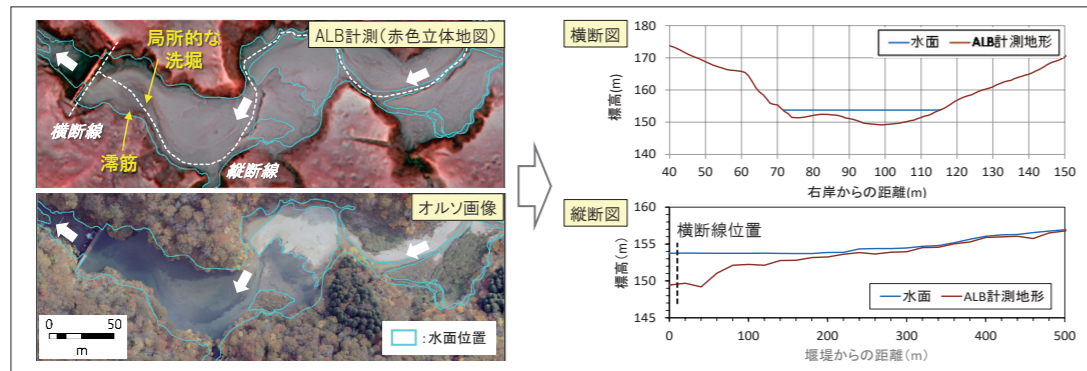 ALB計測(赤色立体地図)
局所的な
洗堀
横断線
澪筋
縦断線
オルソ画像
0 50
m
:水面位置
横断図
水面 ALB計測地形
標高(m)
180
170
160
150
140
40 50 60 70 80 90 100 110 120 130 140 150
右岸からの距離(m)
縦断図
横断線位置
標高(m)
160
155
150
145
水面 ALB計測地形
0 100 200 300 400 500
堰堤からの距離(m)